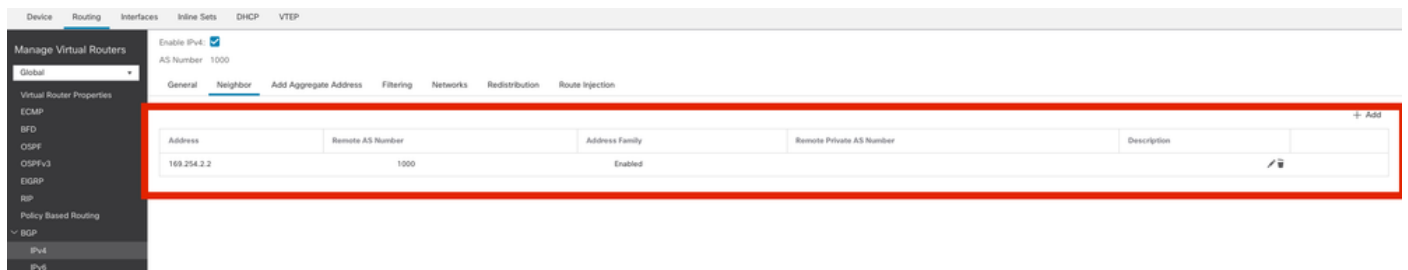 Device Routing Interfaces Inline Sets DHCP VTEP
Manage Virtual Routers
Global
Virtual Router Properties
ECMP
BFD
OSPF
OSPFv3
EIGRP
RIP
Policy Based Routing
BGP
IPv4
IPv6
Enable IPv4:
AS Number 1000
General Neighbor Add Aggregate Address Filtering Networks Redistribution Route Injection
+ Add
Address Remote AS Number Address Family Remote Private AS Number Description
169.254.2.2 1000 Enabled